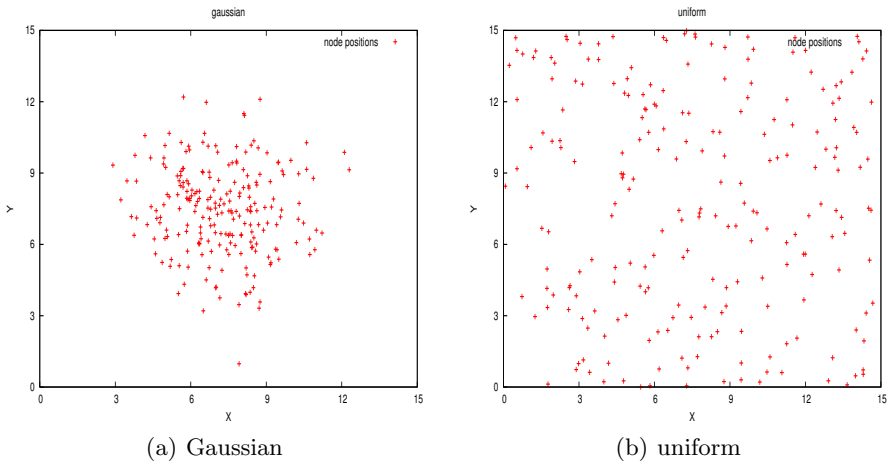 gaussian
node positions
15
12
9
6
3
0
Y
0 3 6 9 12 15
X
(a) Gaussian
uniform
node positions
15
12
9
6
3
0
Y
0 3 6 9 12 15
X
(b) uniform